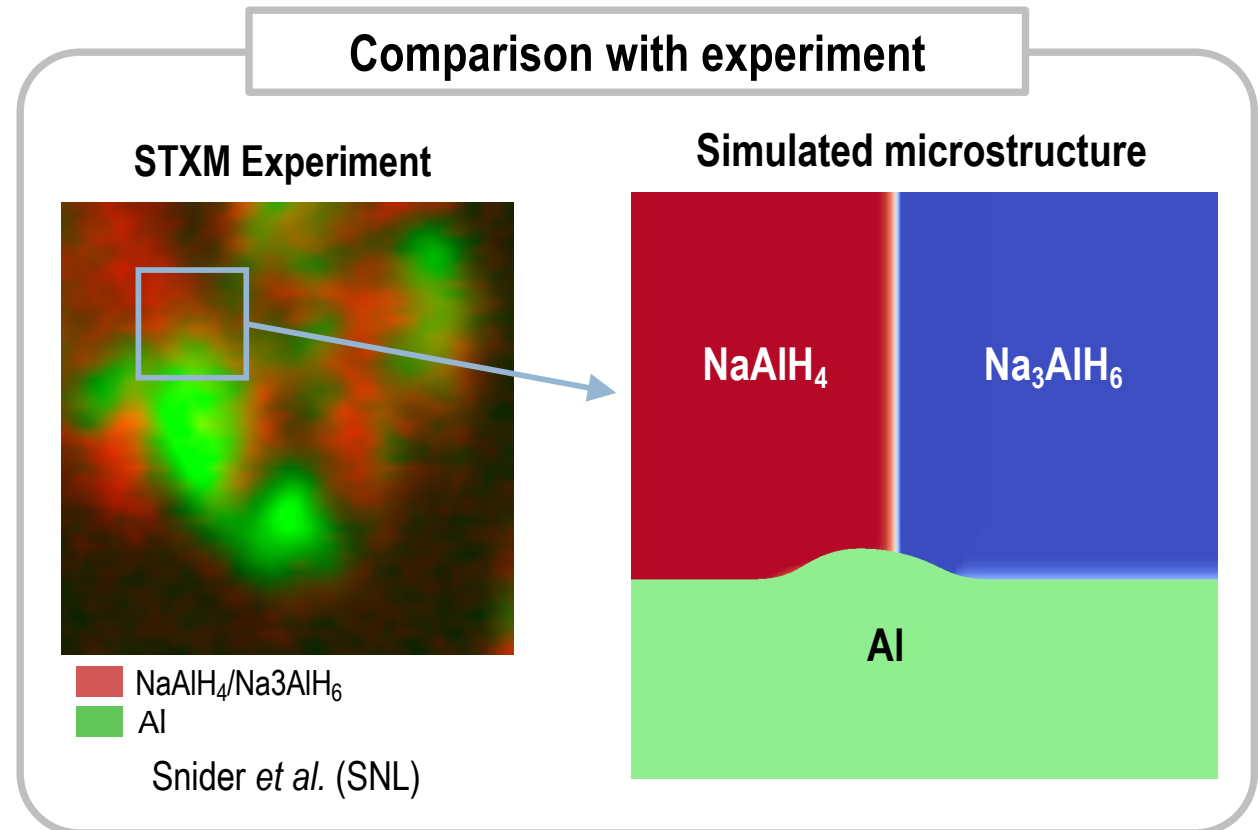 Comparison with experiment
STXM Experiment
Simulated microstructure
NaAlH₄
Na₃AlH₆
Al
NaAlH₄/Na3AlH₆
Al
Snider et al. (SNL)